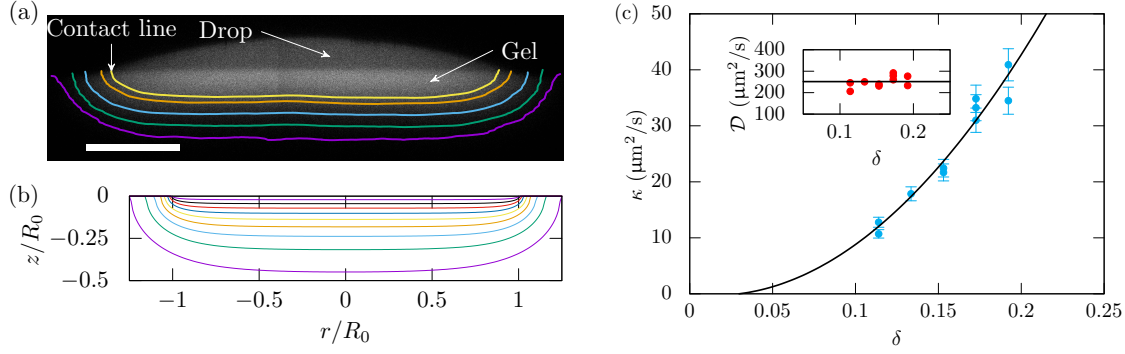 (a)
Contact line
Drop
Gel
(b)
0
−0.25
−0.5
z/R₀
−1
−0.5
0
0.5
1
r/R₀
(c)
50
40
30
20
10
0
κ (μm²/s)
0
0.05
0.1
0.15
0.2
0.25
δ
400
300
200
100
𝒟 (μm²/s)
0.1
0.2
δ